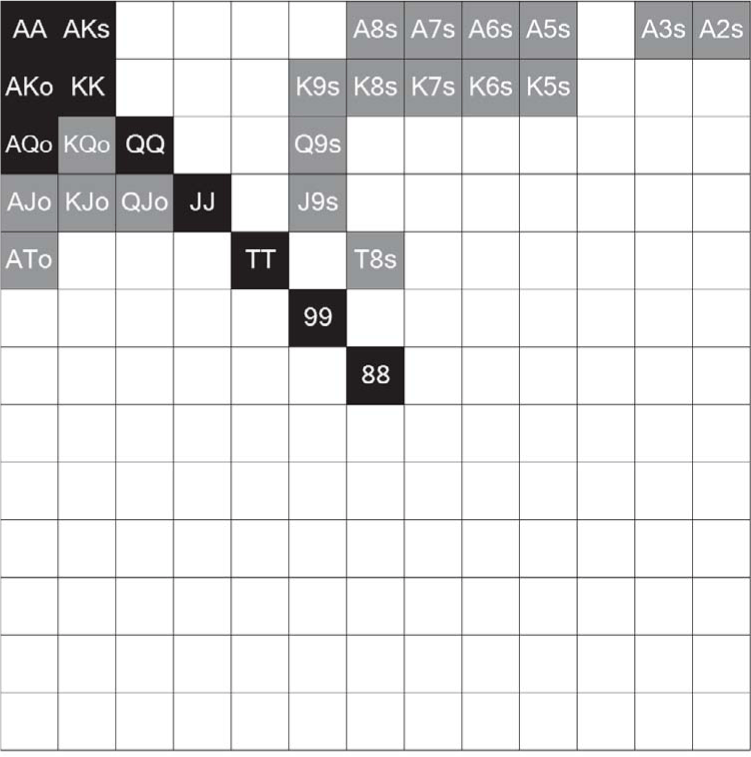 AA AKs A8s A7s A6s A5s A3s A2s
AKo KK K9s K8s K7s K6s K5s
AQo KQo QQ Q9s
AJo KJo QJo JJ J9s
ATo TT T8s
99
88